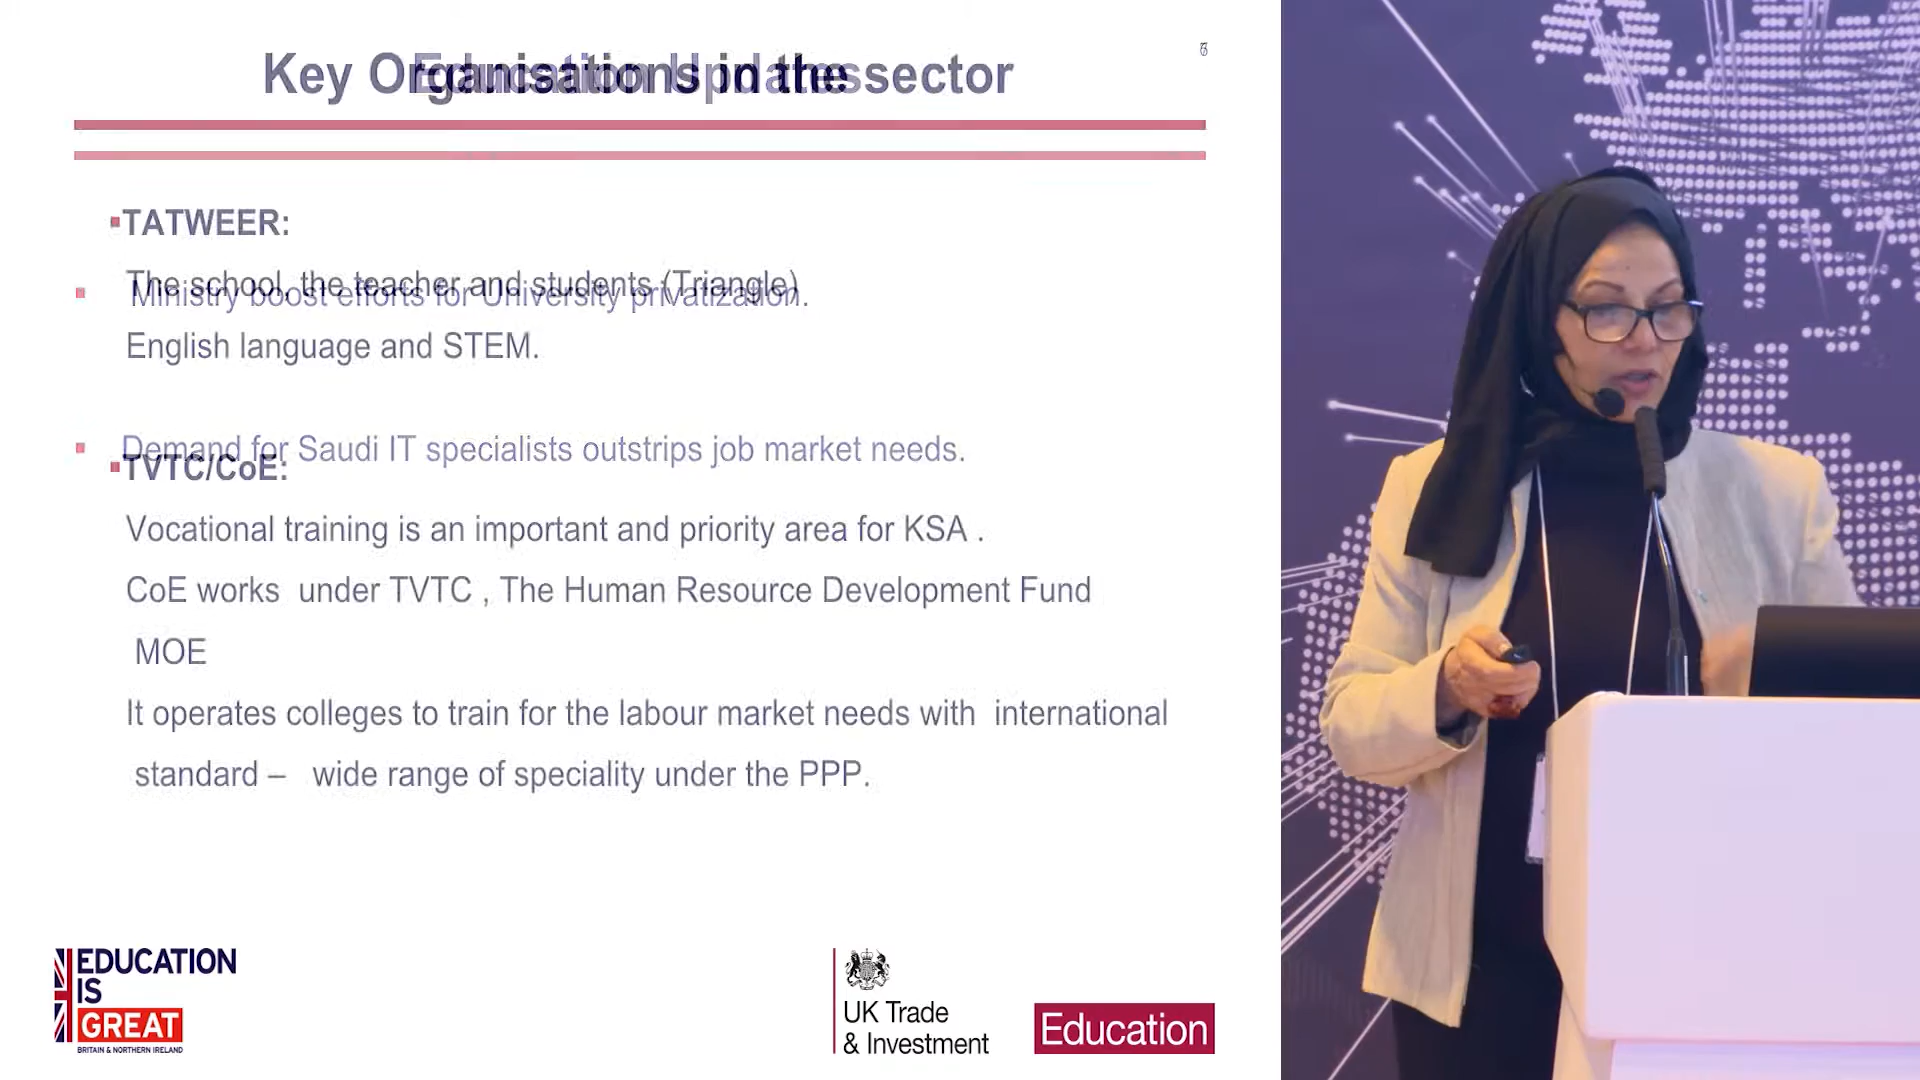 Key Organisations in the sector
Education Updates
▪TATWEER:
The school, the teacher and students (Triangle)
▪ Ministry boost efforts for University privatization.
English language and STEM.
▪ Demand for Saudi IT specialists outstrips job market needs.
▪TVTC/CoE:
Vocational training is an important and priority area for KSA .
CoE works under TVTC , The Human Resource Development Fund
MOE
It operates colleges to train for the labour market needs with international
standard – wide range of speciality under the PPP.
EDUCATION
IS
GREAT
BRITAIN & NORTHERN IRELAND
UK Trade
& Investment
Education